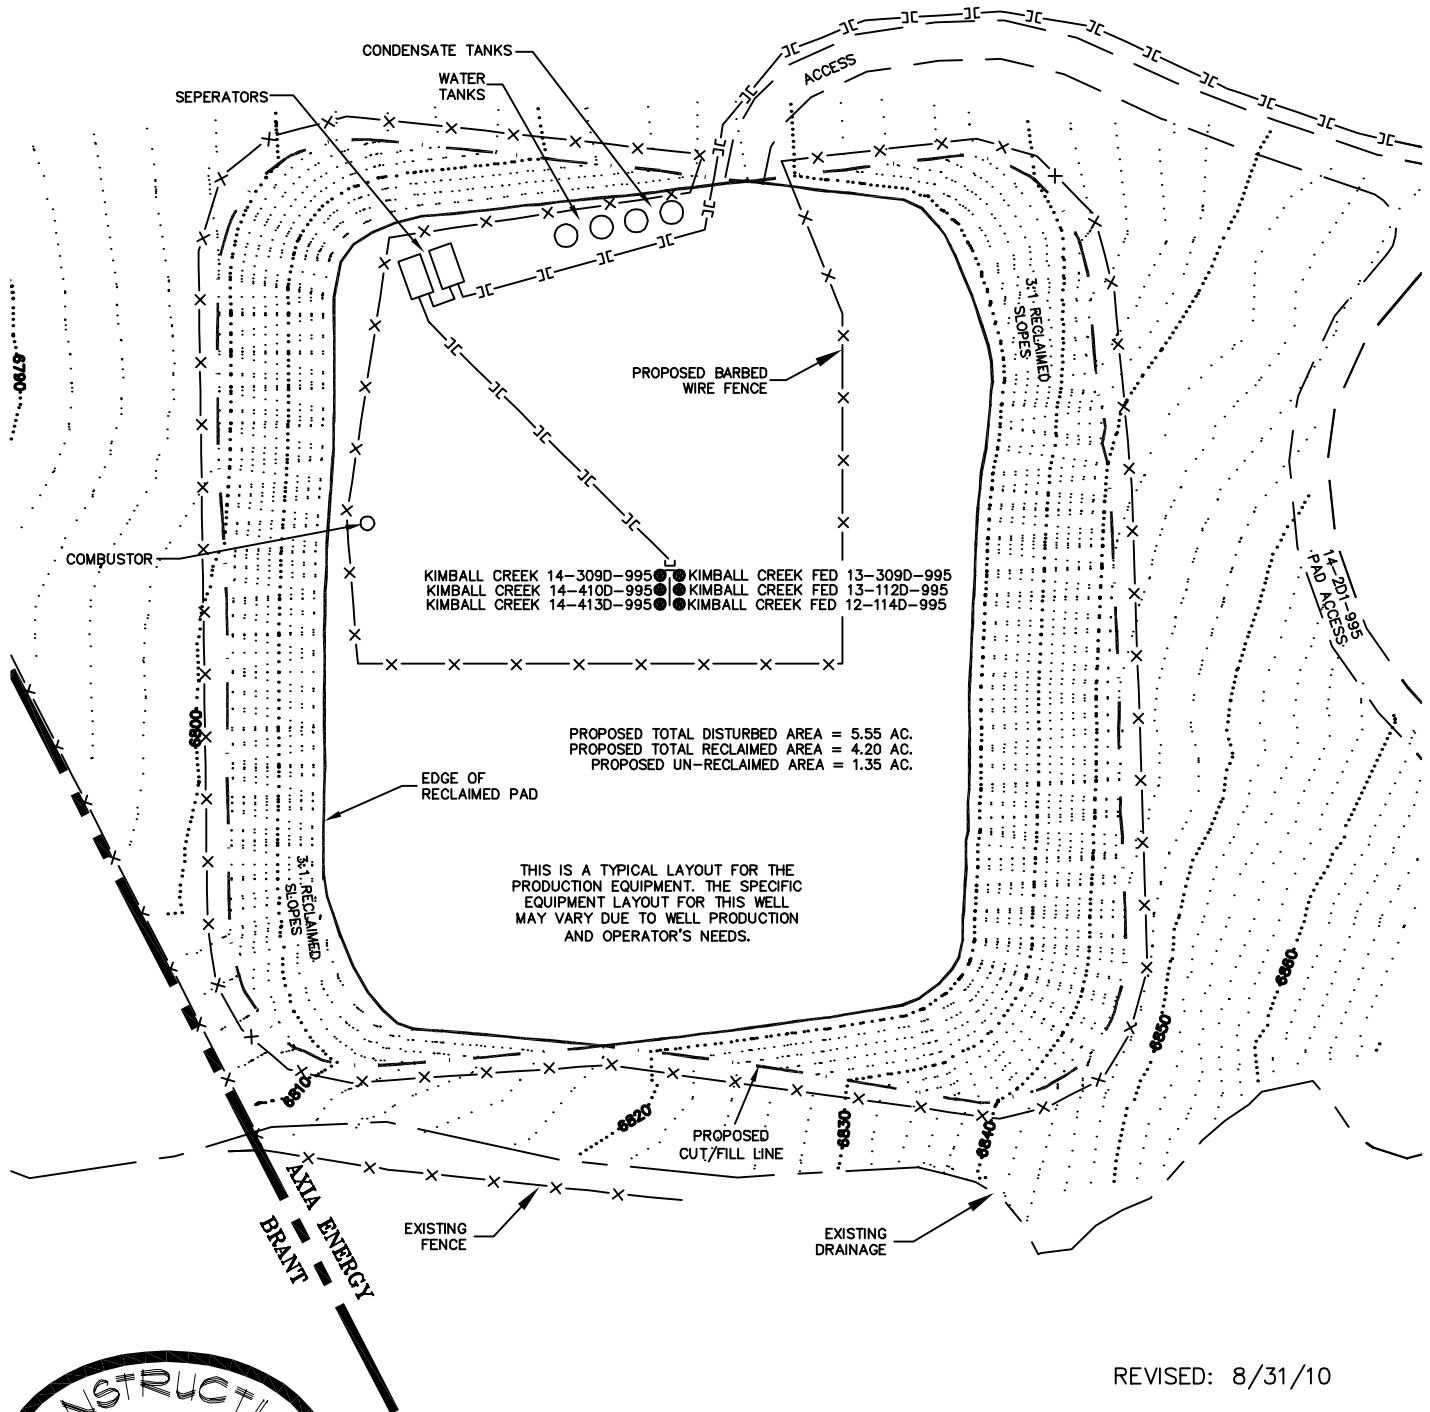 CONDENSATE TANKS
WATER
TANKS
SEPERATORS
ACCESS
3:1 RECLAIMED
SLOPES
6790
PROPOSED BARBED
WIRE FENCE
COMBUSTOR
KIMBALL CREEK 14-309D-995
KIMBALL CREEK 14-410D-995
KIMBALL CREEK 14-413D-995
KIMBALL CREEK FED 13-309D-995
KIMBALL CREEK FED 13-112D-995
KIMBALL CREEK FED 12-114D-995
14-2D1-995
PAD ACCESS
6800
PROPOSED TOTAL DISTURBED AREA = 5.55 AC.
PROPOSED TOTAL RECLAIMED AREA = 4.20 AC.
PROPOSED UN-RECLAIMED AREA = 1.35 AC.
EDGE OF
RECLAIMED PAD
THIS IS A TYPICAL LAYOUT FOR THE
PRODUCTION EQUIPMENT. THE SPECIFIC
EQUIPMENT LAYOUT FOR THIS WELL
MAY VARY DUE TO WELL PRODUCTION
AND OPERATOR'S NEEDS.
3:1 RECLAIMED
SLOPES
6860
6850
6810
6820
6830
6840
PROPOSED
CUT/FILL LINE
AXIA ENERGY
BRANT
EXISTING
FENCE
EXISTING
DRAINAGE
REVISED: 8/31/10